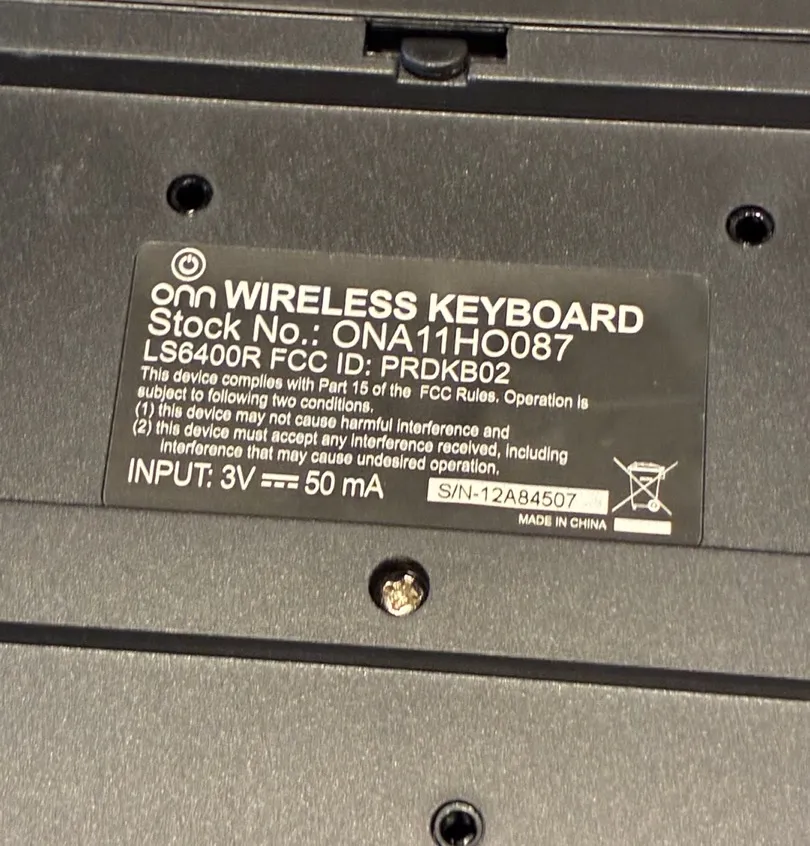 onn WIRELESS KEYBOARD
Stock No.: ONA11HO087
LS6400R FCC ID: PRDKB02
This device complies with Part 15 of the FCC Rules. Operation is
subject to following two conditions.
(1) this device may not cause harmful interference and
(2) this device must accept any interference received, including
interference that may cause undesired operation.
INPUT: 3V ⎓ 50 mA
S/N-12A84507
MADE IN CHINA